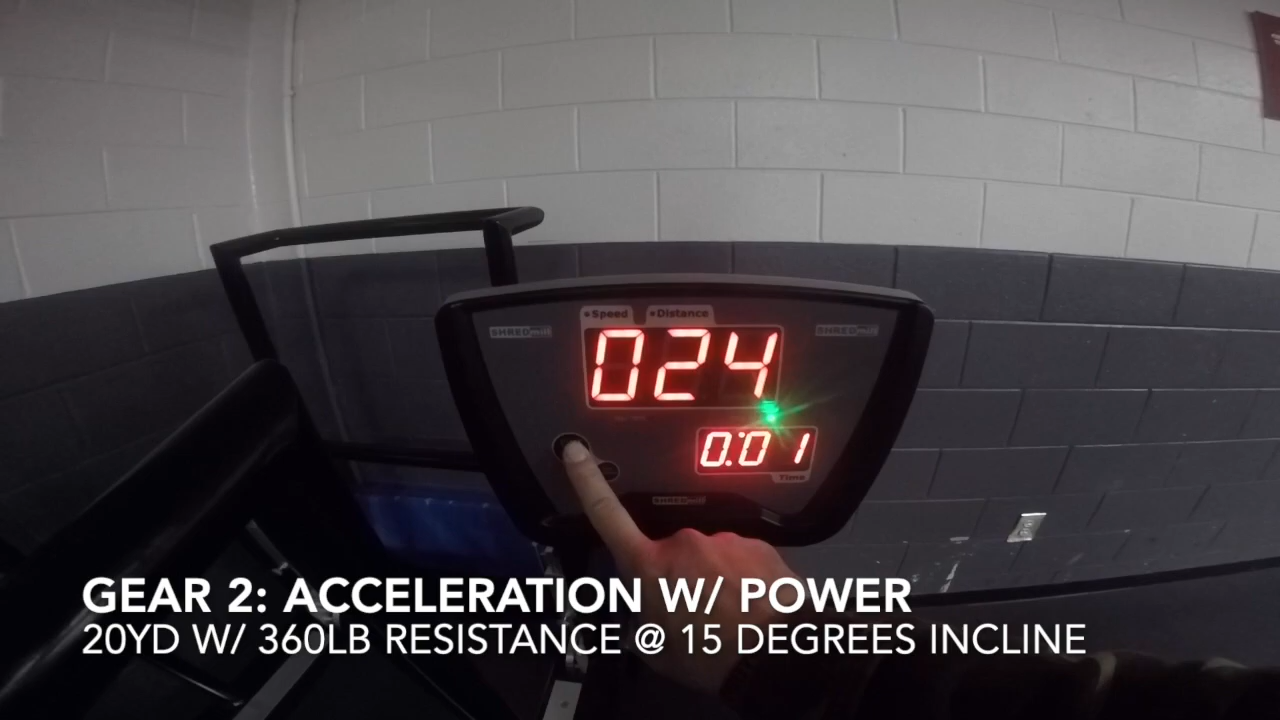 Speed Distance
SHREDmill
SHREDmill
024
0:01
Time
SHREDmill
GEAR 2: ACCELERATION W/ POWER
20YD W/ 360LB RESISTANCE @ 15 DEGREES INCLINE